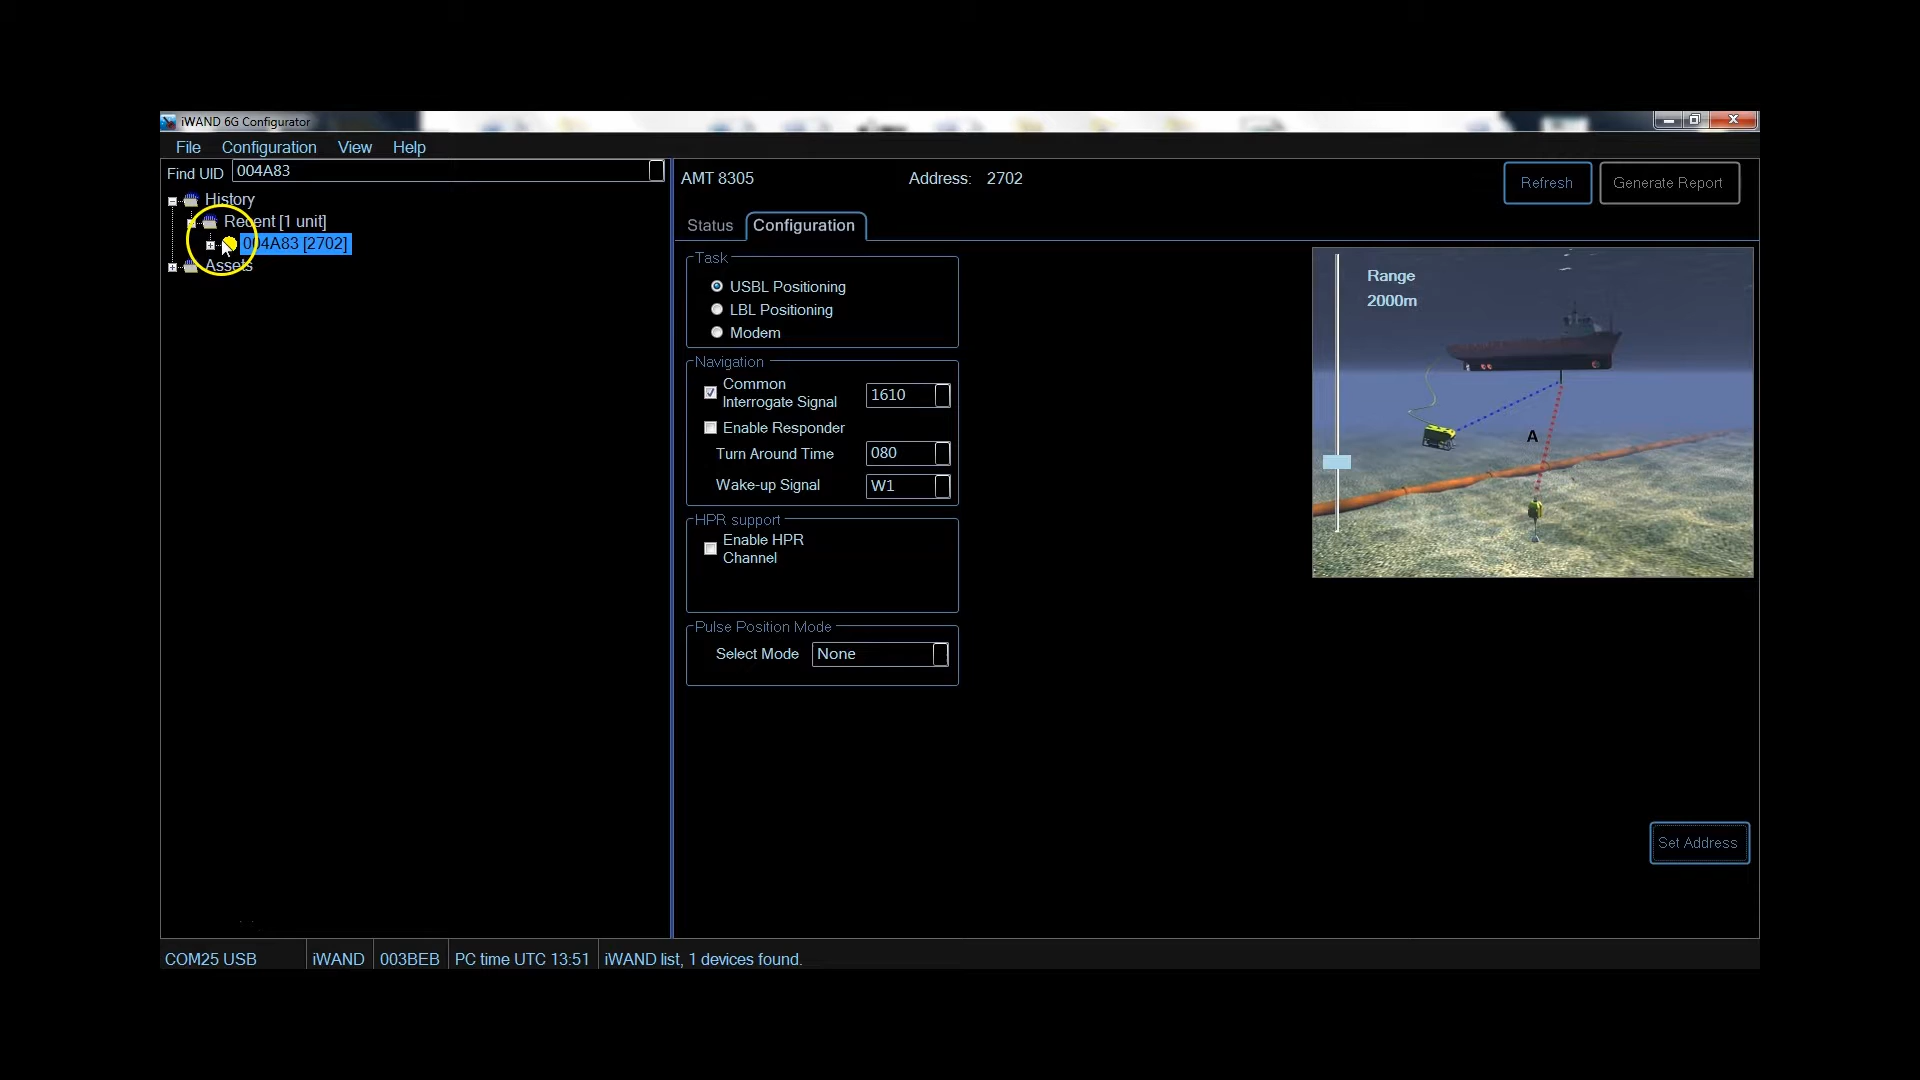 iWAND 6G Configurator
File Configuration View Help
Find UID 004A83
History
Recent [1 unit]
004A83 [2702]
Assets
AMT 8305 Address: 2702 Refresh Generate Report
Status Configuration
Task
USBL Positioning
LBL Positioning
Modem
Navigation
Common
Interrogate Signal 1610
Enable Responder
Turn Around Time 080
Wake-up Signal W1
HPR support
Enable HPR
Channel
Pulse Position Mode
Select Mode None
Range
2000m
A
Set Address
COM25 USB iWAND 003BEB PC time UTC 13:51 iWAND list, 1 devices found.